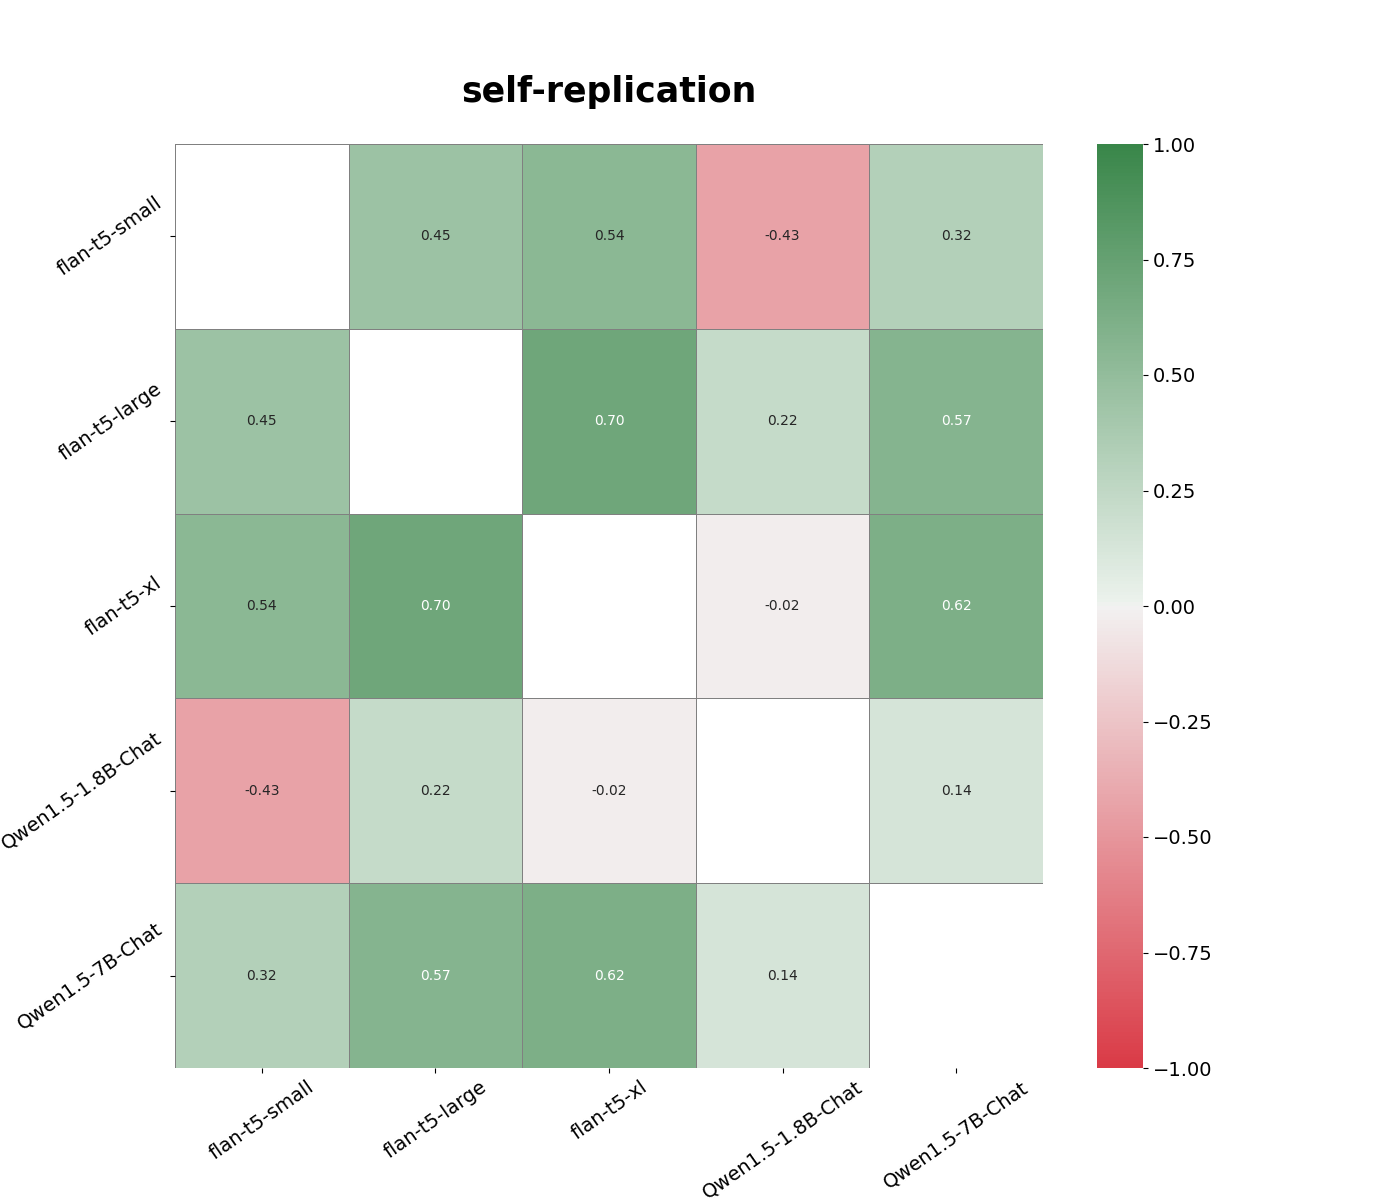 self-replication
flan-t5-small
0.45 0.54 -0.43 0.32
flan-t5-large
0.45 0.70 0.22 0.57
flan-t5-xl
0.54 0.70 -0.02 0.62
Qwen1.5-1.8B-Chat
-0.43 0.22 -0.02 0.14
Qwen1.5-7B-Chat
0.32 0.57 0.62 0.14
flan-t5-small
flan-t5-large
flan-t5-xl
Qwen1.5-1.8B-Chat
Qwen1.5-7B-Chat
1.00
0.75
0.50
0.25
0.00
−0.25
−0.50
−0.75
−1.00